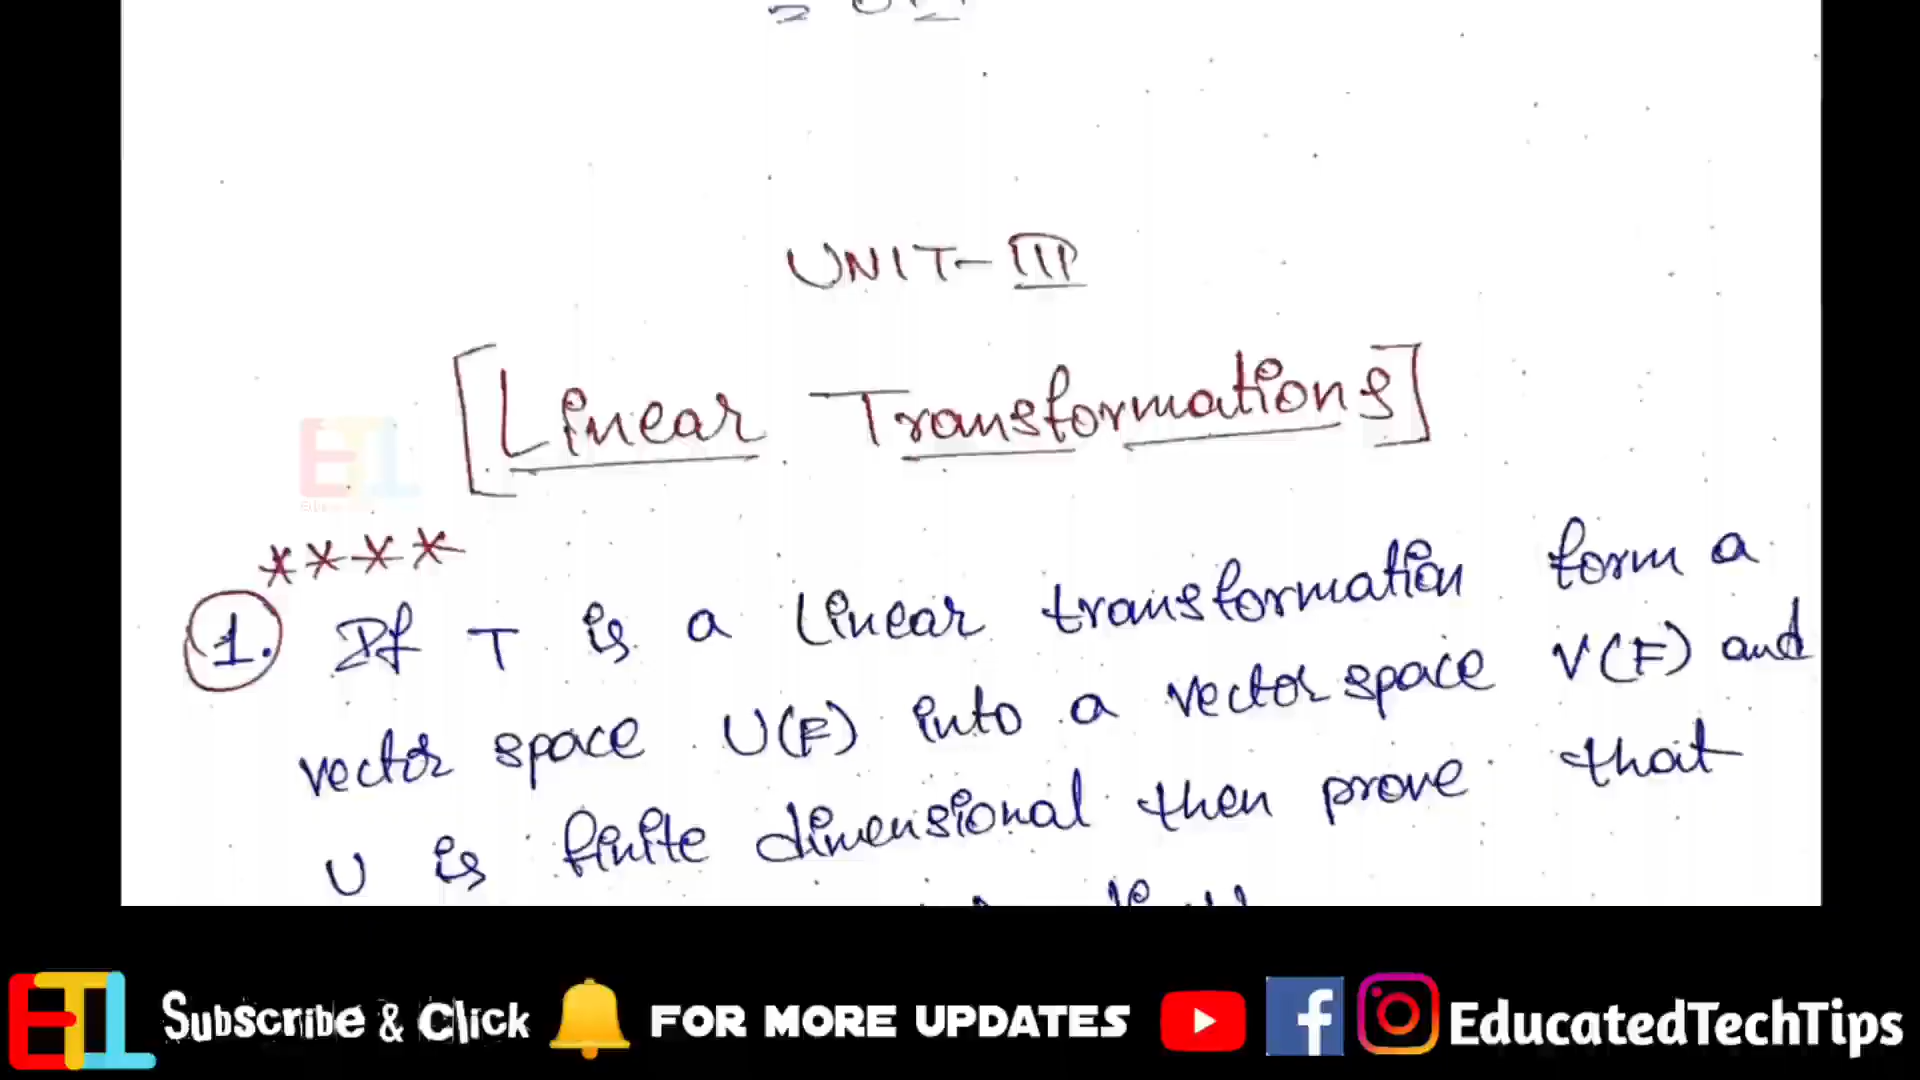 UNIT-III
[Linear Transformations]
****
1. If T is a linear transformation form a
vector space U(F) into a vector space V(F) and
U is finite dimensional then prove that
ETL Subscribe & Click FOR MORE UPDATES f EducatedTechTips